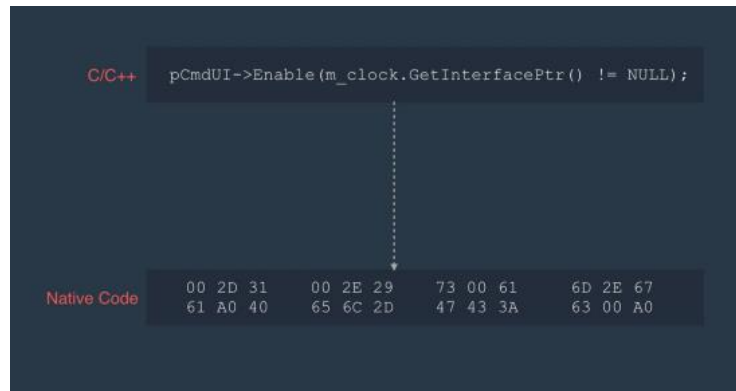 C/C++ pCmdUI->Enable(m_clock.GetInterfacePtr() != NULL);
00 2D 31 00 2E 29 73 00 61 6D 2E 67
Native Code
61 A0 40 65 6C 2D 47 43 3A 63 00 A0